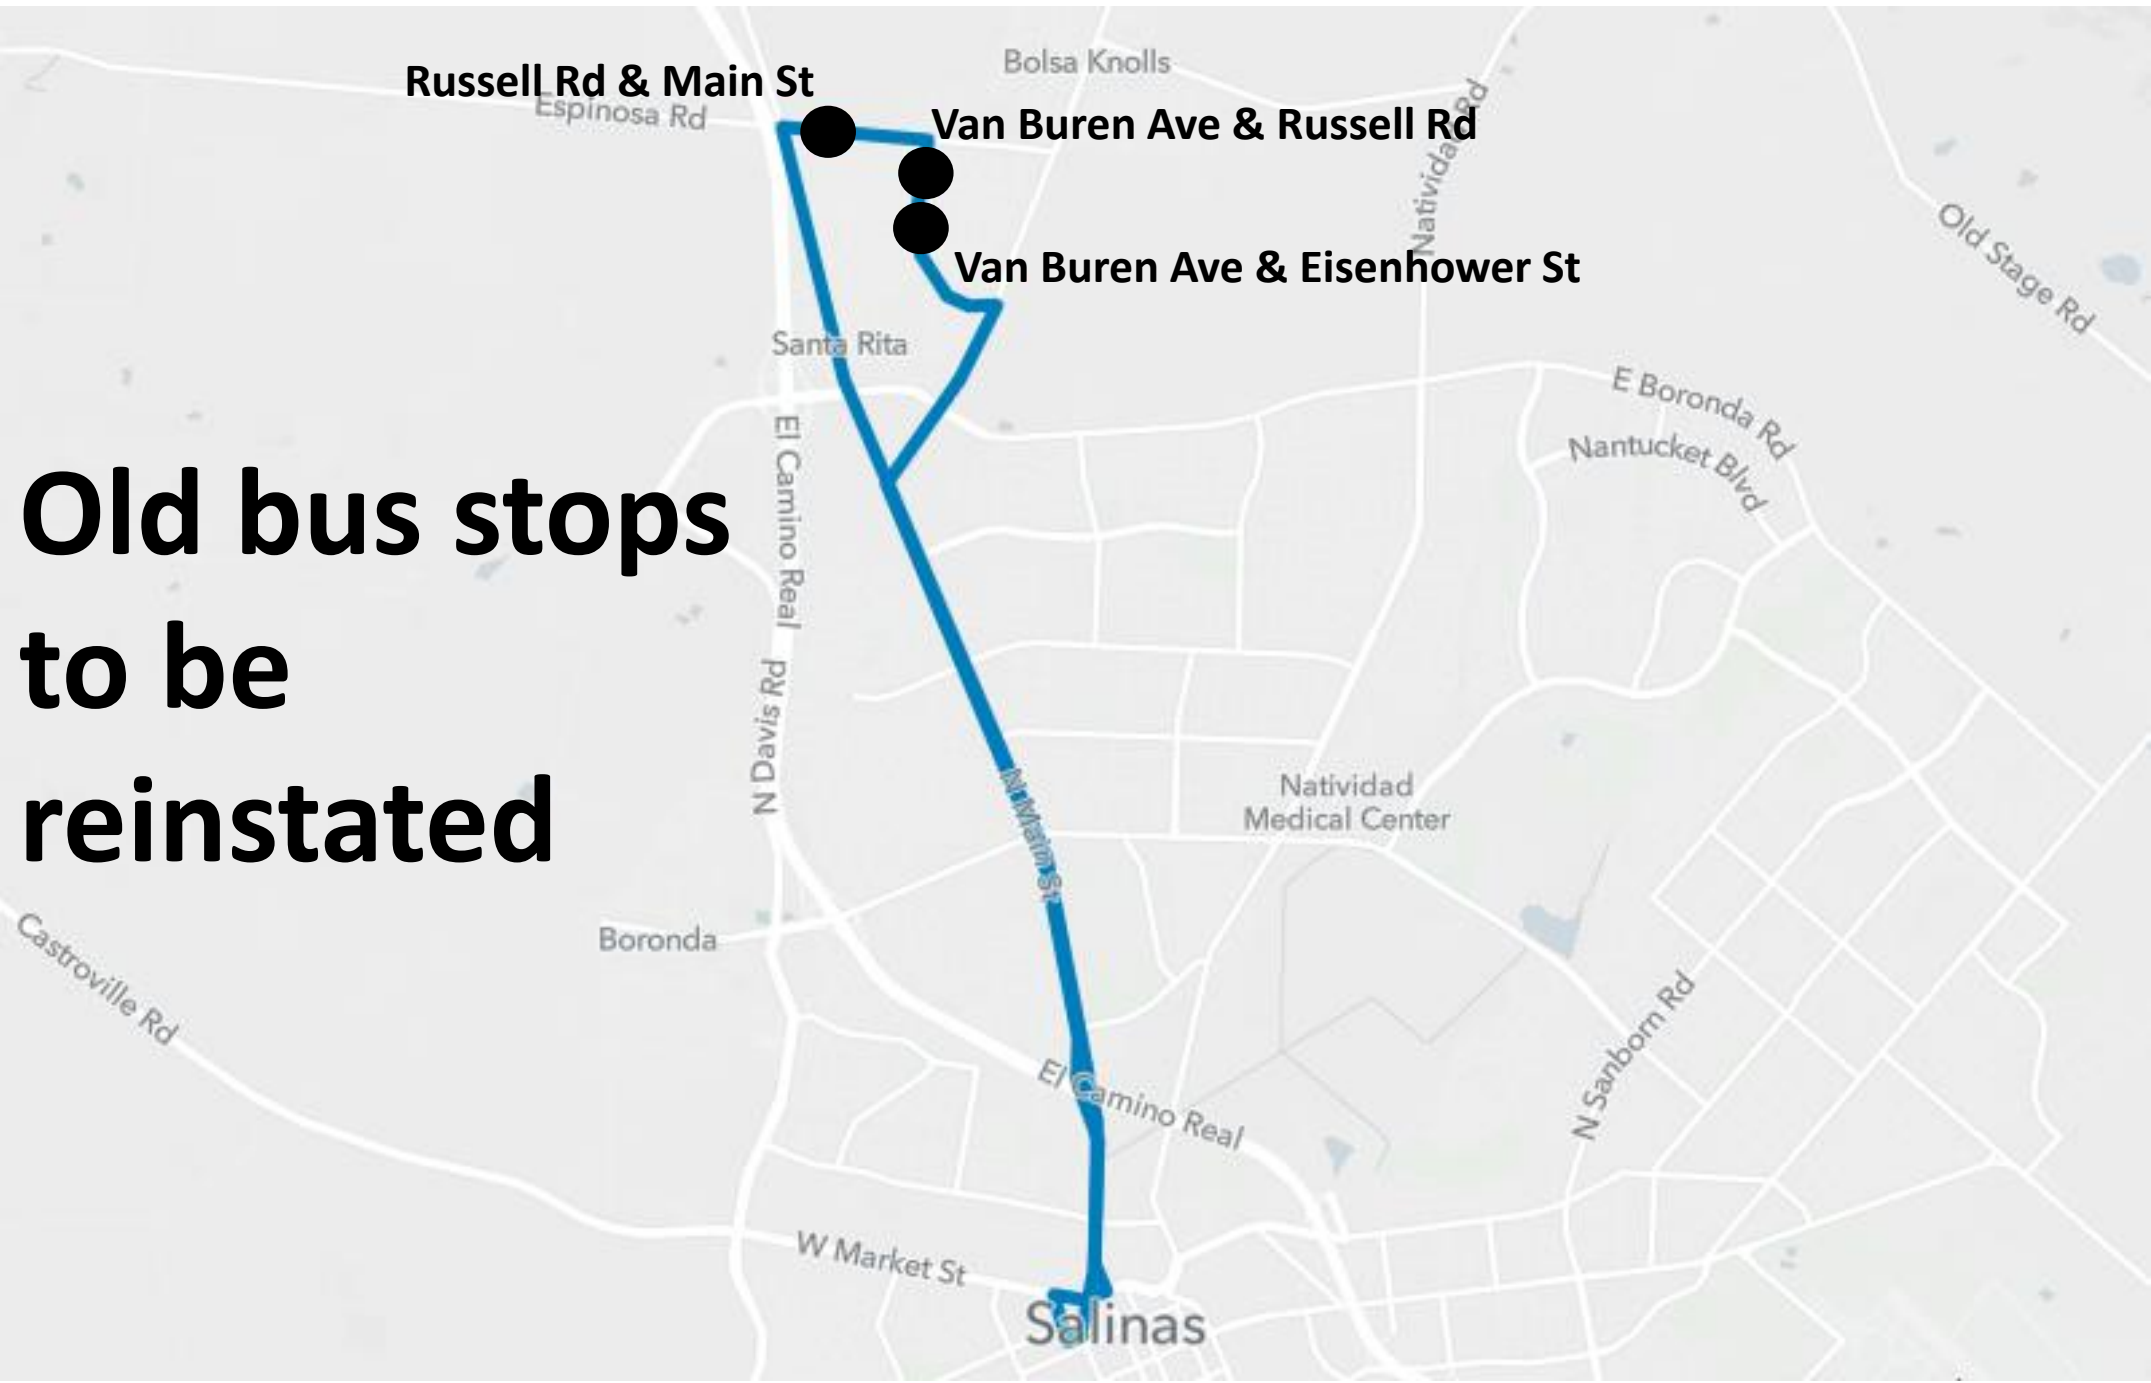 Bolsa Knolls
Russell Rd & Main St
Espinosa Rd
Van Buren Ave & Russell Rd
Natividad Rd
Old Stage Rd
Van Buren Ave & Eisenhower St
Santa Rita
E Boronda Rd
Nantucket Blvd
El Camino Real
Old bus stops
to be
reinstated
N Davis Rd
N Main St
Natividad
Medical Center
Boronda
Castroville Rd
N Sanborn Rd
El Camino Real
W Market St
Salinas